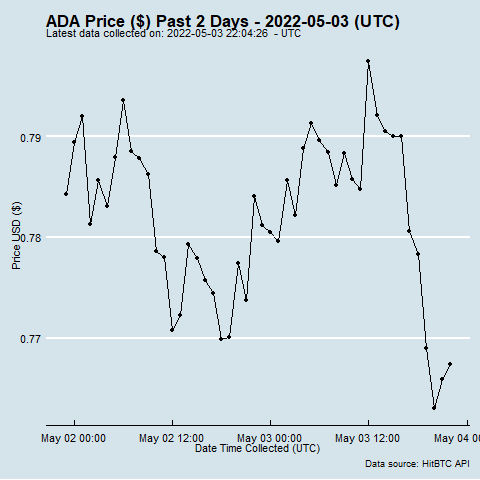 ADA Price ($) Past 2 Days - 2022-05-03 (UTC)
Latest data collected on: 2022-05-03 22:04:26  - UTC
0.79
0.78
0.77
Price USD ($)
May 02 00:00
May 02 12:00
May 03 00:00
May 03 12:00
May 04 00
Date Time Collected (UTC)
Data source: HitBTC API